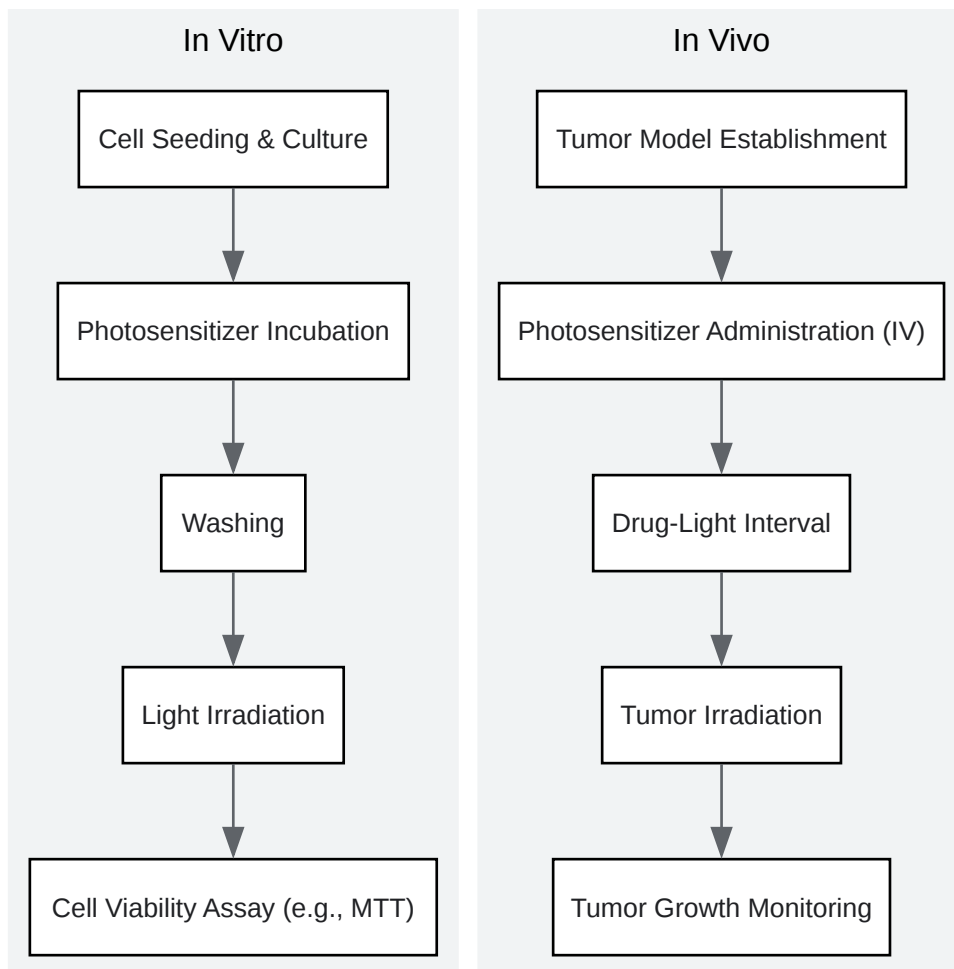 In Vitro
Cell Seeding & Culture
Photosensitizer Incubation
Washing
Light Irradiation
Cell Viability Assay (e.g., MTT)
In Vivo
Tumor Model Establishment
Photosensitizer Administration (IV)
Drug-Light Interval
Tumor Irradiation
Tumor Growth Monitoring